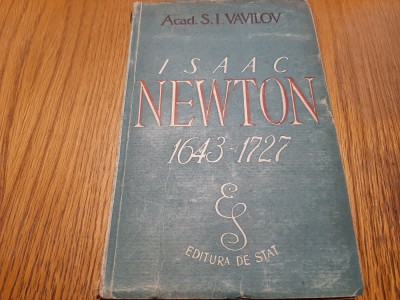 Acad. S. I. VAVILOV
ISAAC
NEWTON
1643-1727
ES
EDITURA DE STAT